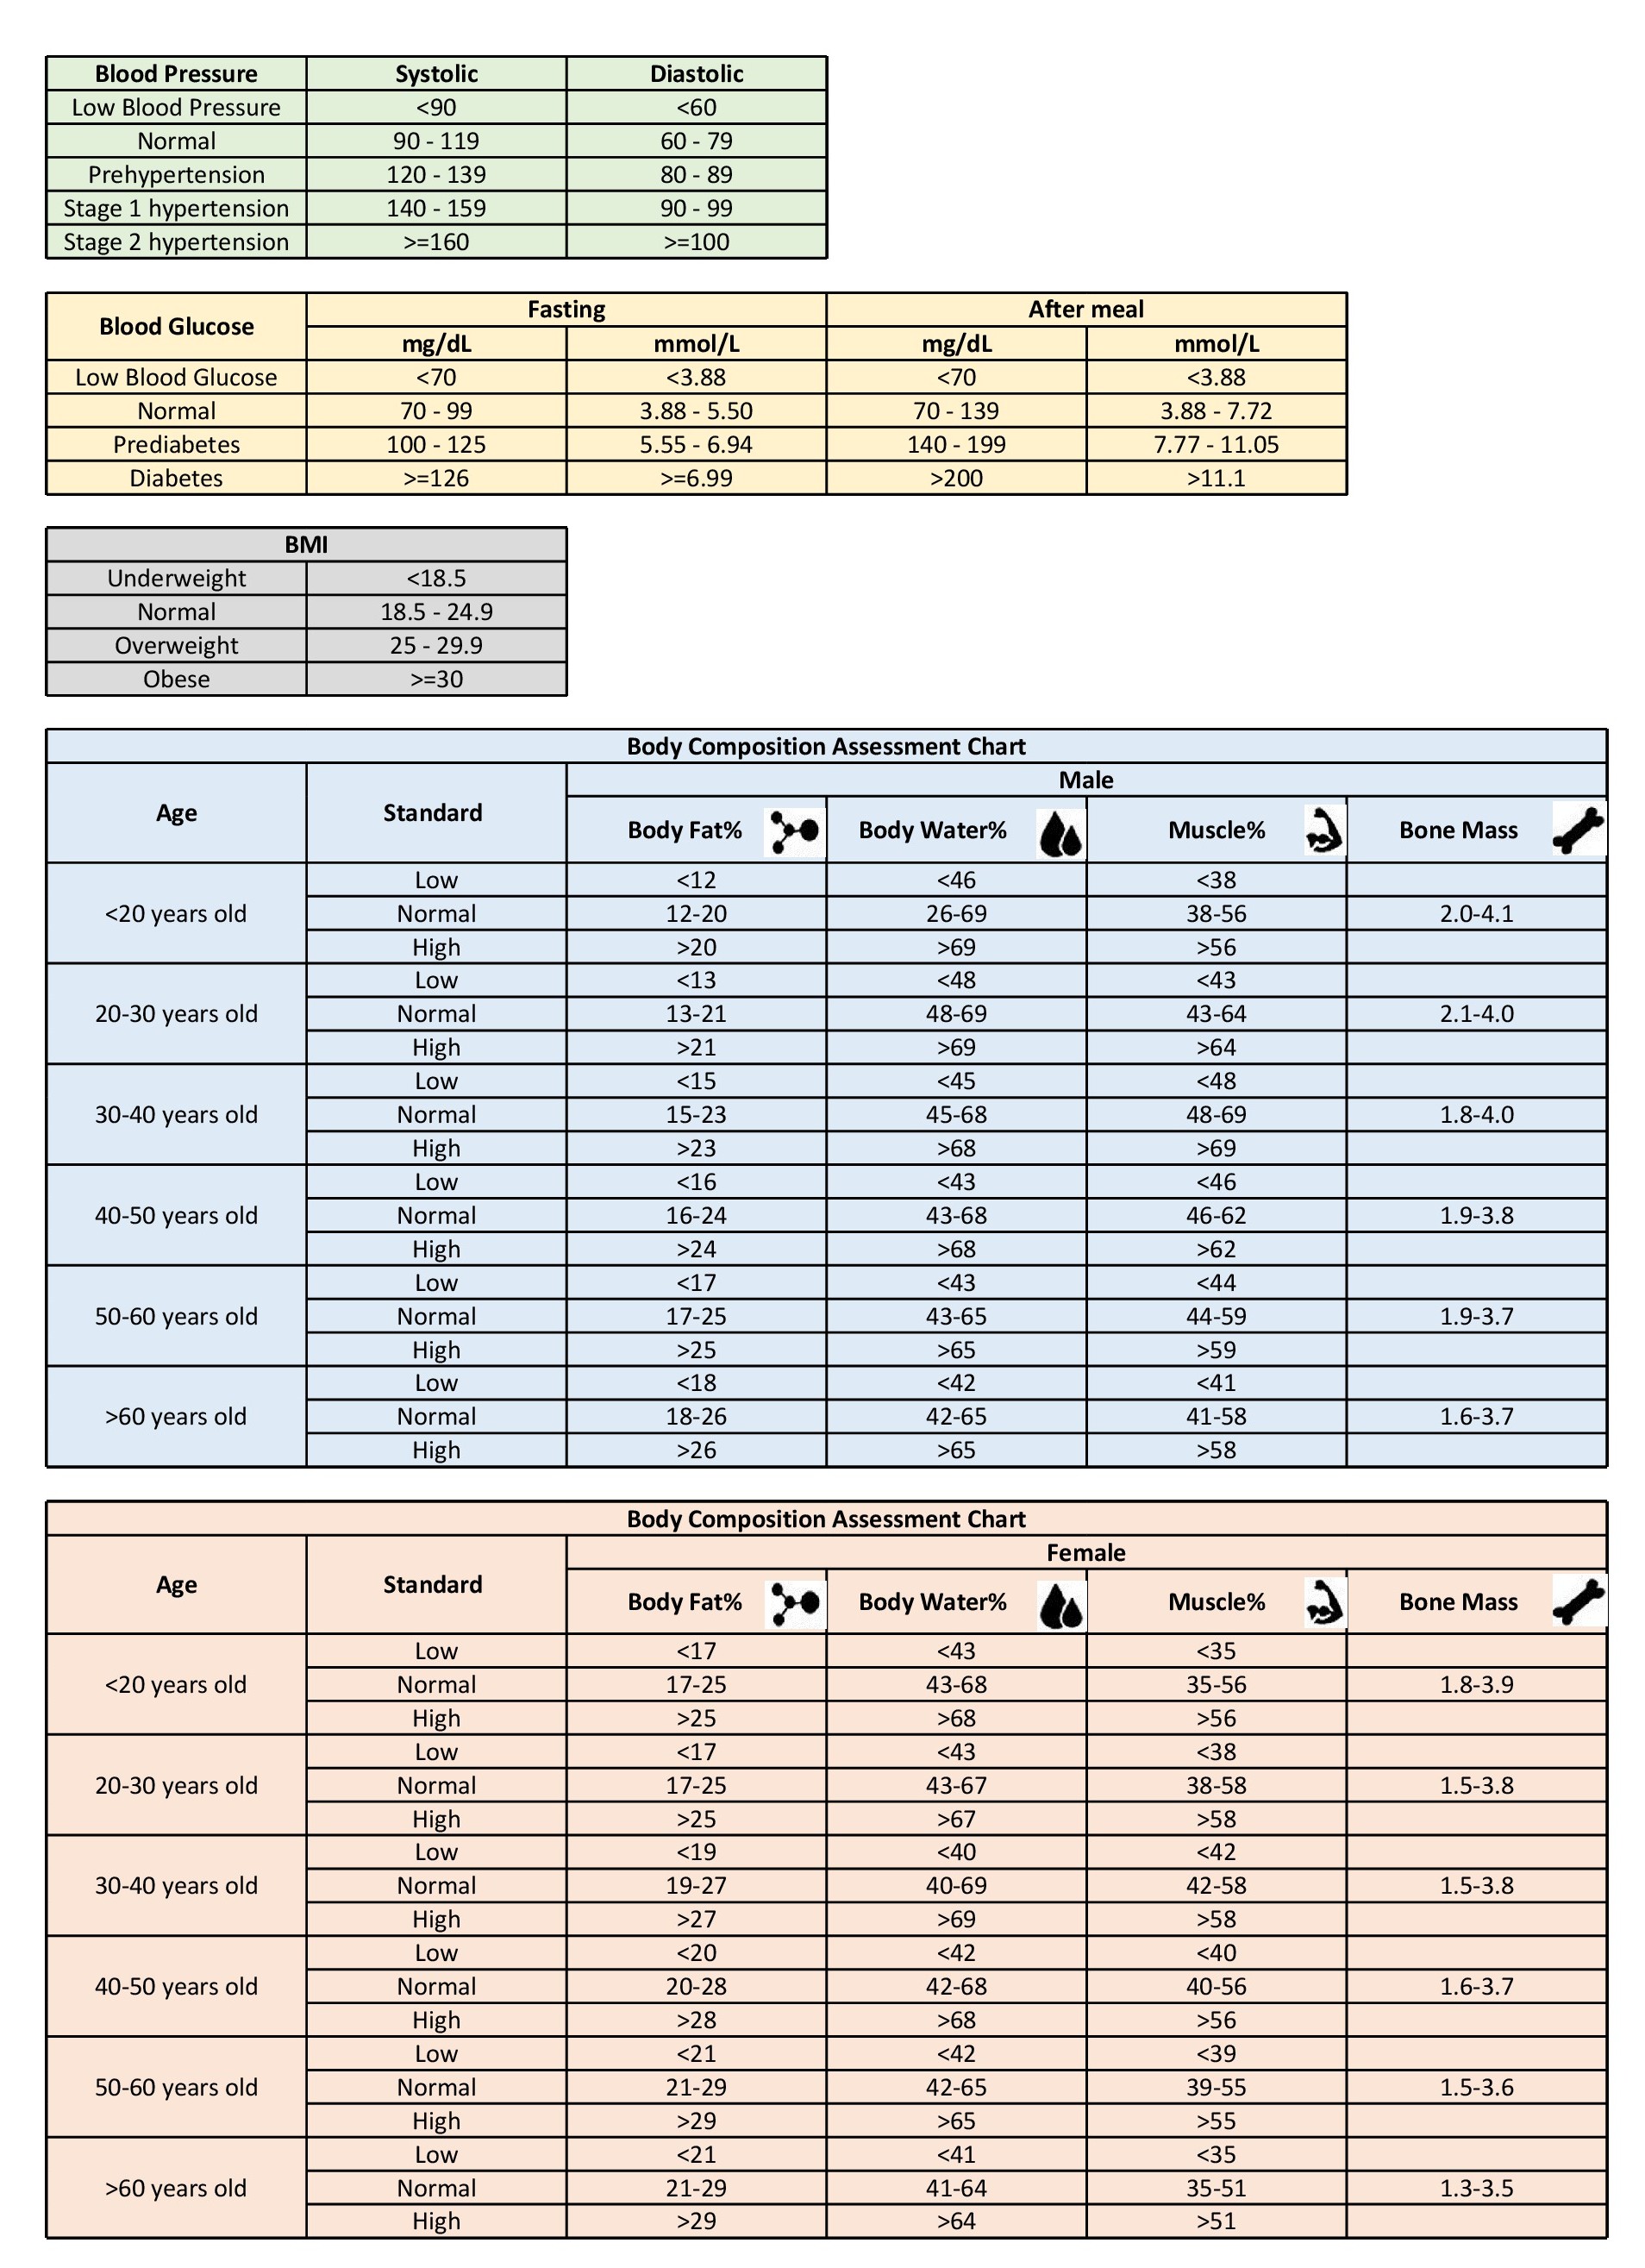 Blood Pressure Systolic Diastolic
Low Blood Pressure <90 <60
Normal 90 - 119 60 - 79
Prehypertension 120 - 139 80 - 89
Stage 1 hypertension 140 - 159 90 - 99
Stage 2 hypertension >=160 >=100
Blood Glucose Fasting After meal
mg/dL mmol/L mg/dL mmol/L
Low Blood Glucose <70 <3.88 <70 <3.88
Normal 70 - 99 3.88 - 5.50 70 - 139 3.88 - 7.72
Prediabetes 100 - 125 5.55 - 6.94 140 - 199 7.77 - 11.05
Diabetes >=126 >=6.99 >200 >11.1
BMI
Underweight <18.5
Normal 18.5 - 24.9
Overweight 25 - 29.9
Obese >=30
Body Composition Assessment Chart
Age Standard Male
Body Fat% Body Water% Muscle% Bone Mass
Low <12 <46 <38
<20 years old Normal 12-20 26-69 38-56 2.0-4.1
High >20 >69 >56
Low <13 <48 <43
20-30 years old Normal 13-21 48-69 43-64 2.1-4.0
High >21 >69 >64
Low <15 <45 <48
30-40 years old Normal 15-23 45-68 48-69 1.8-4.0
High >23 >68 >69
Low <16 <43 <46
40-50 years old Normal 16-24 43-68 46-62 1.9-3.8
High >24 >68 >62
Low <17 <43 <44
50-60 years old Normal 17-25 43-65 44-59 1.9-3.7
High >25 >65 >59
Low <18 <42 <41
>60 years old Normal 18-26 42-65 41-58 1.6-3.7
High >26 >65 >58
Body Composition Assessment Chart
Age Standard Female
Body Fat% Body Water% Muscle% Bone Mass
Low <17 <43 <35
<20 years old Normal 17-25 43-68 35-56 1.8-3.9
High >25 >68 >56
Low <17 <43 <38
20-30 years old Normal 17-25 43-67 38-58 1.5-3.8
High >25 >67 >58
Low <19 <40 <42
30-40 years old Normal 19-27 40-69 42-58 1.5-3.8
High >27 >69 >58
Low <20 <42 <40
40-50 years old Normal 20-28 42-68 40-56 1.6-3.7
High >28 >68 >56
Low <21 <42 <39
50-60 years old Normal 21-29 42-65 39-55 1.5-3.6
High >29 >65 >55
Low <21 <41 <35
>60 years old Normal 21-29 41-64 35-51 1.3-3.5
High >29 >64 >51